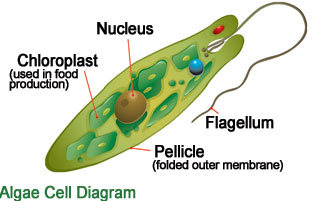 Nucleus
Chloroplast
(used in food
production)
Flagellum
Pellicle
(folded outer membrane)
Algae Cell Diagram